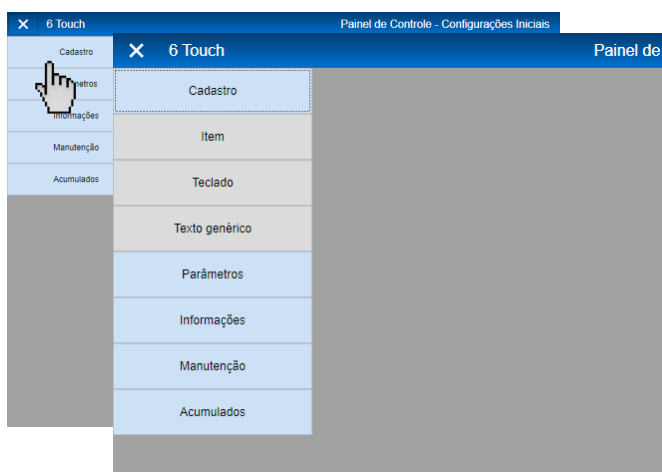 6 Touch
Painel de Controle - Configurações Iniciais
Cadastro
Informações
Manutenção
Acumulados
6 Touch
Painel de
Cadastro
Item
Teclado
Texto genérico
Parâmetros
Informações
Manutenção
Acumulados